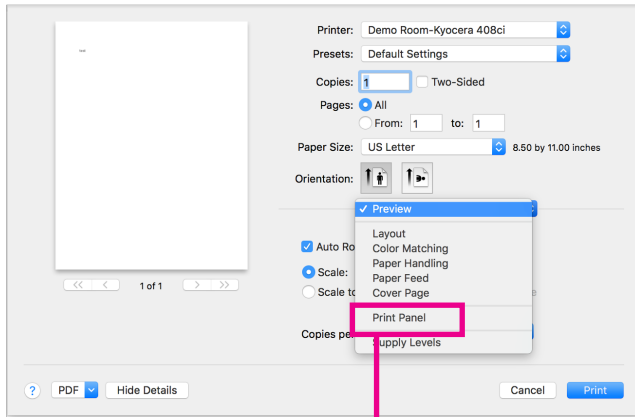 Printer: Demo Room-Kyocera 408ci
Presets: Default Settings
Copies: 1 Two-Sided
Pages: All
From: 1 to: 1
Paper Size: US Letter 8.50 by 11.00 inches
Orientation:
✓ Preview
Layout
Auto Ro
Color Matching
Paper Handling
Scale:
Paper Feed
Scale to
Cover Page
Print Panel
Copies per
Supply Levels
<< < 1 of 1 > >>
? PDF Hide Details Cancel Print